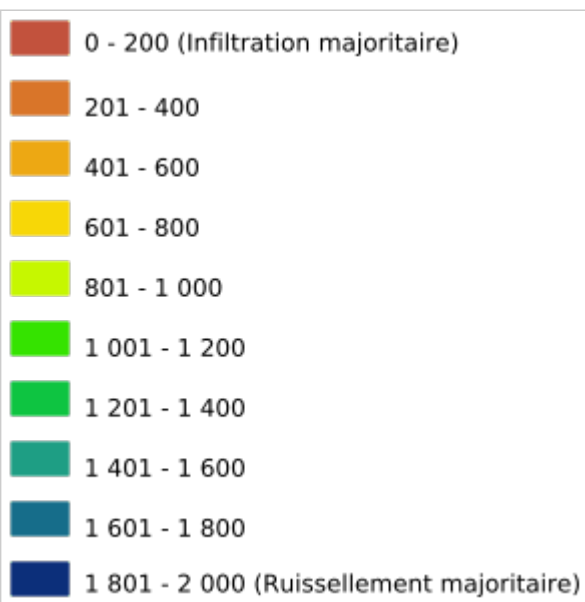 0 - 200 (Infiltration majoritaire)
201 - 400
401 - 600
601 - 800
801 - 1 000
1 001 - 1 200
1 201 - 1 400
1 401 - 1 600
1 601 - 1 800
1 801 - 2 000 (Ruissellement majoritaire)